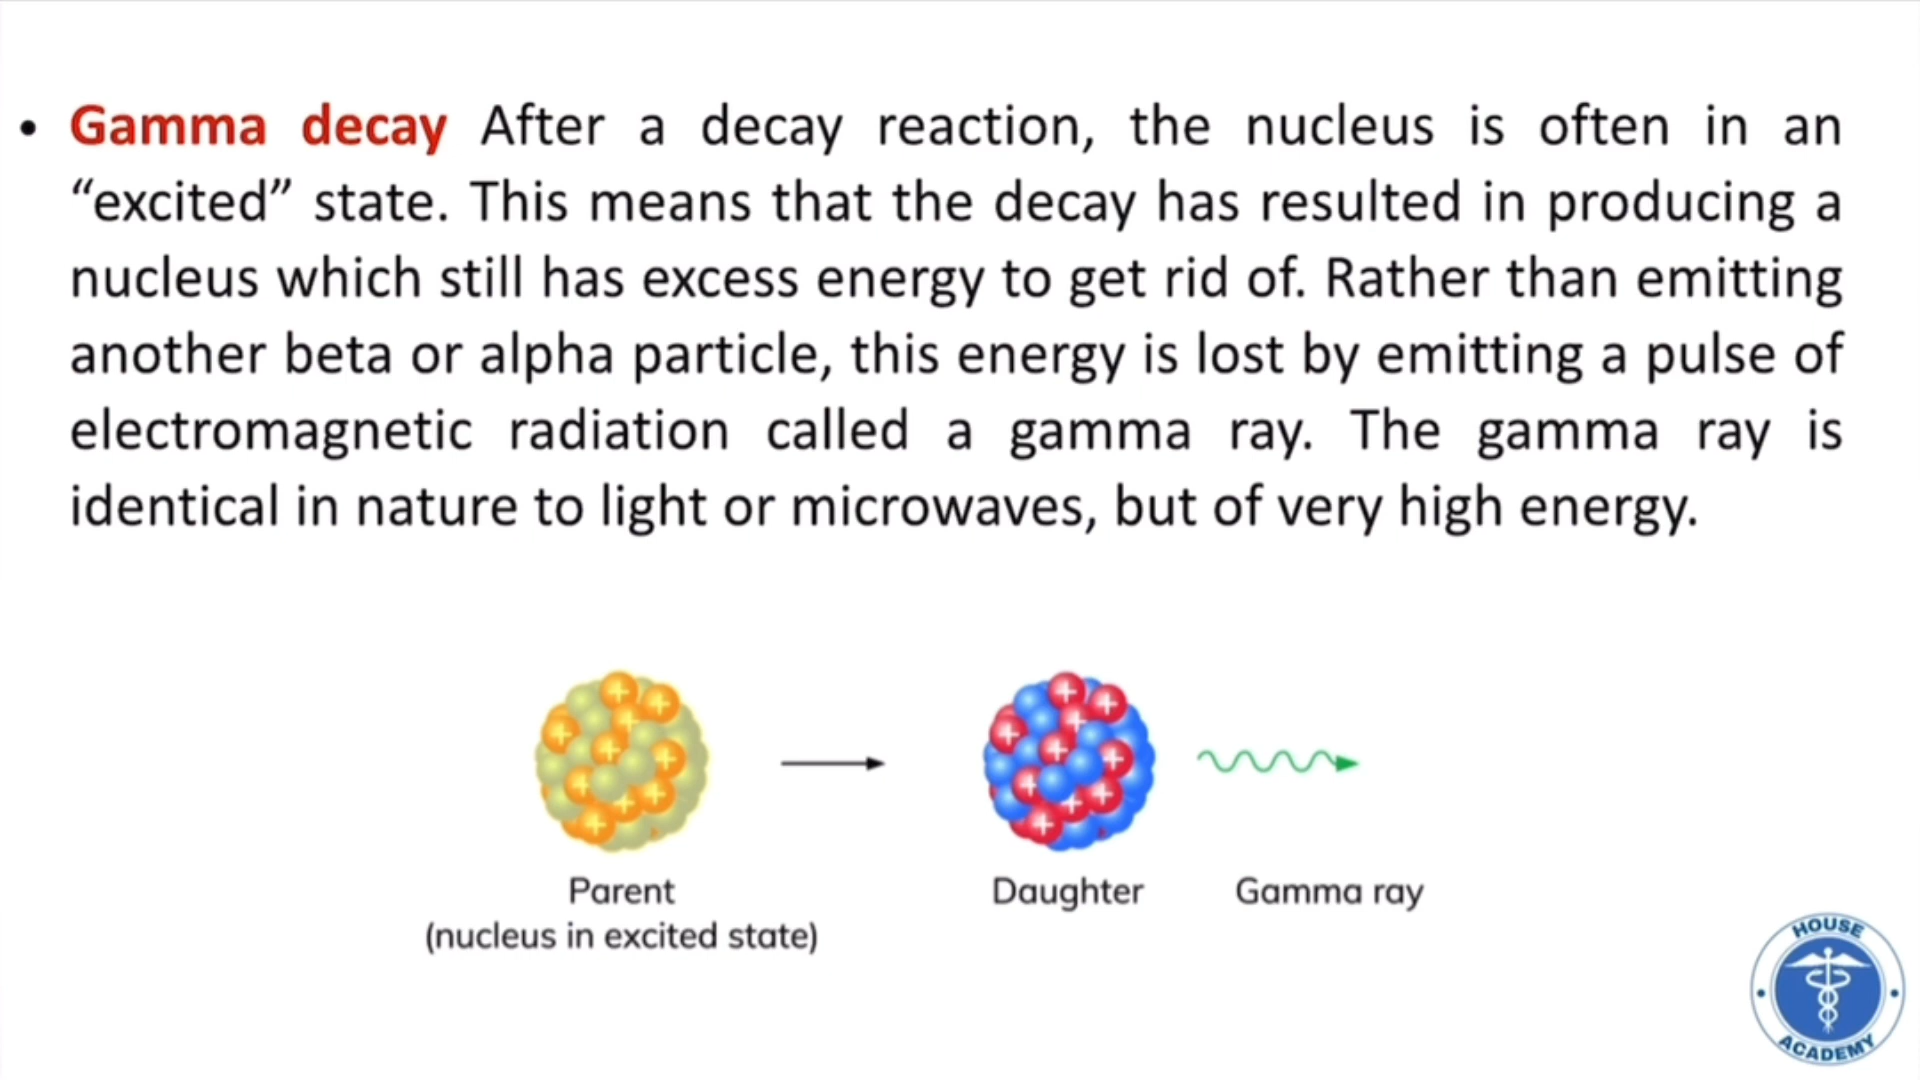 • Gamma decay After a decay reaction, the nucleus is often in an
“excited” state. This means that the decay has resulted in producing a
nucleus which still has excess energy to get rid of. Rather than emitting
another beta or alpha particle, this energy is lost by emitting a pulse of
electromagnetic radiation called a gamma ray. The gamma ray is
identical in nature to light or microwaves, but of very high energy.
Parent
(nucleus in excited state)
Daughter
Gamma ray
HOUSE
ACADEMY